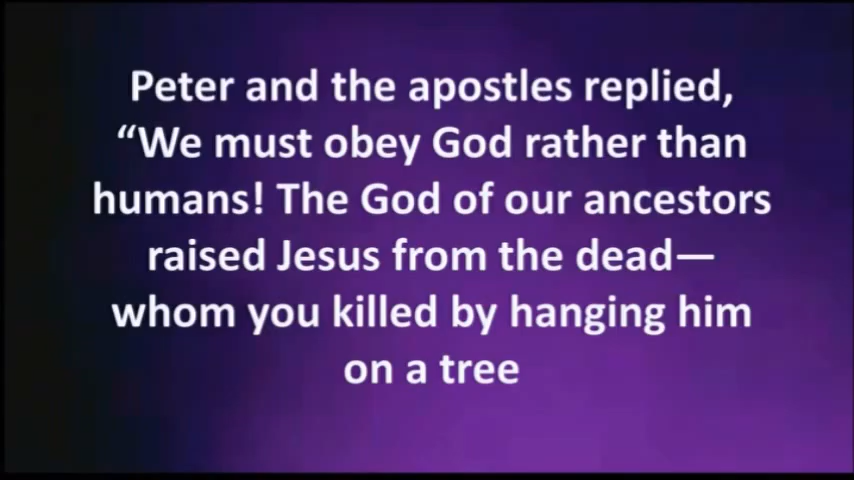 Peter and the apostles replied,
“We must obey God rather than
humans! The God of our ancestors
raised Jesus from the dead—
whom you killed by hanging him
on a tree